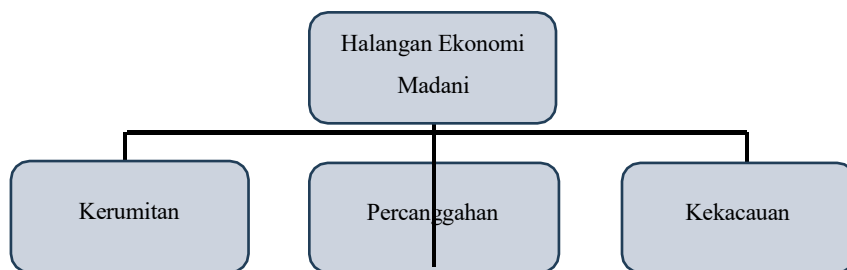 Halangan Ekonomi
Madani
Kerumitan
Percanggahan
Kekacauan